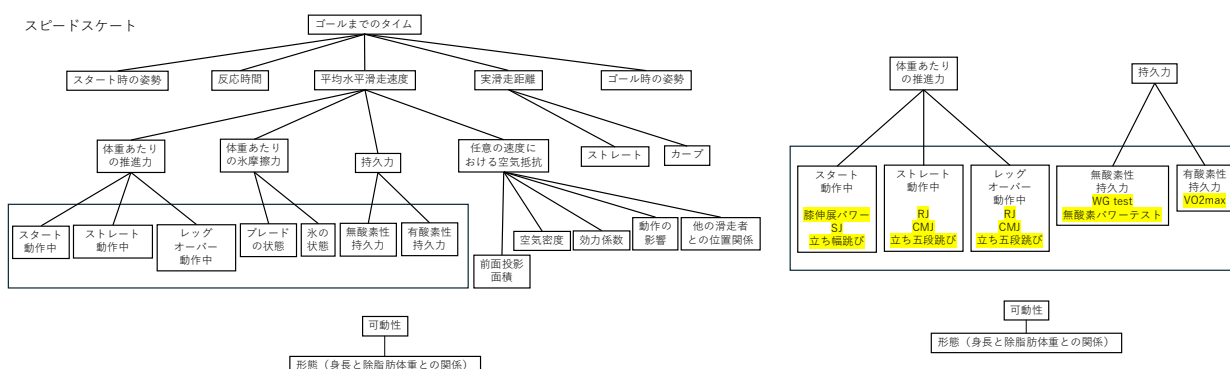 スピードスケート
ゴールまでのタイム
スタート時の姿勢
反応時間
平均水平滑走速度
実滑走距離
ゴール時の姿勢
体重あたり
の推進力
体重あたり
の氷摩擦力
持久力
任意の速度に
おける空気抵抗
ストレート
カーブ
スタート
動作中
ストレート
動作中
レッグ
オーバー
動作中
ブレード
の状態
氷の
状態
無酸素性
持久力
有酸素性
持久力
前面投影
面積
空気密度
効力係数
動作の
影響
他の滑走者
との位置関係
可動性
形態（身長と除脂肪体重との関係）
体重あたり
の推進力
持久力
スタート
動作中
膝伸展パワー
SJ
立ち幅跳び
ストレート
動作中
RJ
CMJ
立ち五段跳び
レッグ
オーバー
動作中
RJ
CMJ
立ち五段跳び
無酸素性
持久力
WG test
無酸素パワーテスト
有酸素性
持久力
VO2max
可動性
形態（身長と除脂肪体重との関係）